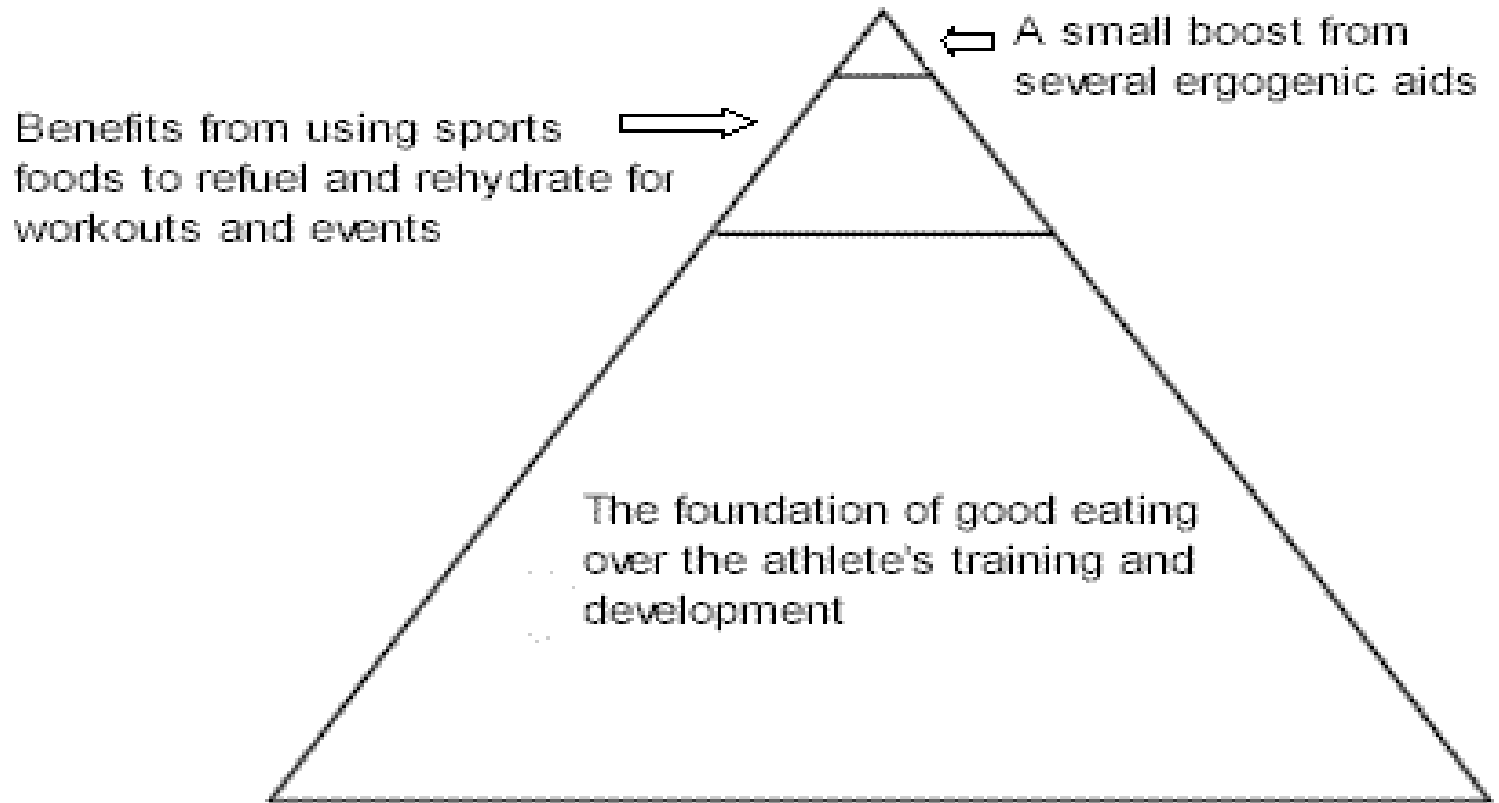 A small boost from
several ergogenic aids
Benefits from using sports
foods to refuel and rehydrate for
workouts and events
The foundation of good eating
over the athlete's training and
development